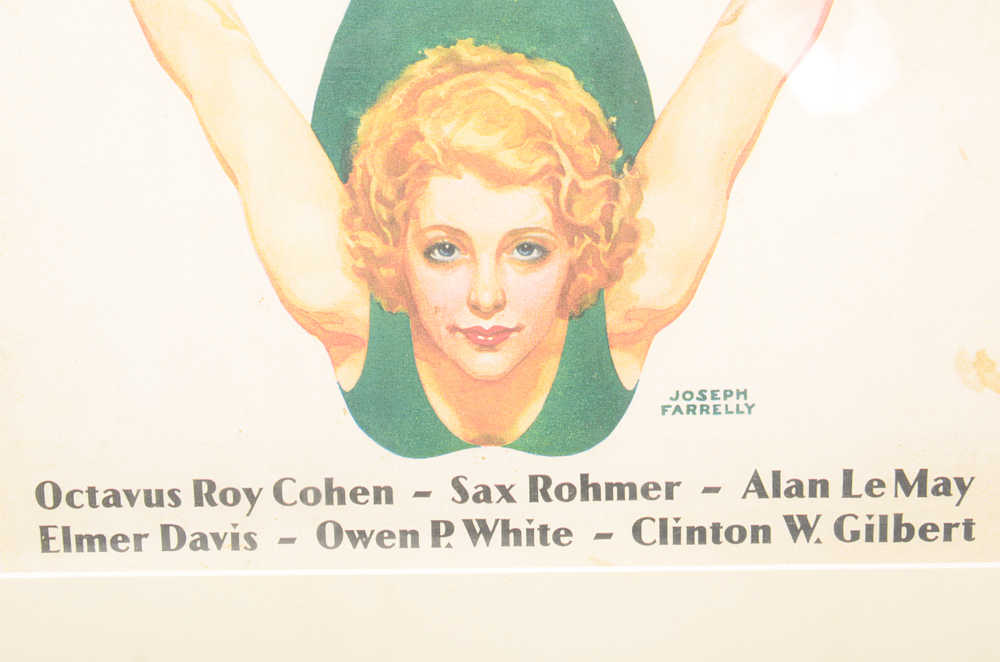 JOSEPH
FARRELLY
Octavus Roy Cohen – Sax Rohmer – Alan Le May
Elmer Davis – Owen P. White – Clinton W. Gilbert